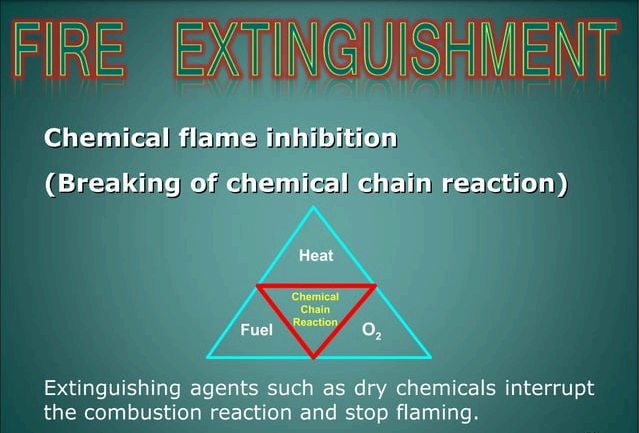 FIRE EXTINGUISHMENT
Chemical flame inhibition
(Breaking of chemical chain reaction)
Heat
Chemical
Chain
Reaction
Fuel
O₂
Extinguishing agents such as dry chemicals interrupt
the combustion reaction and stop flaming.